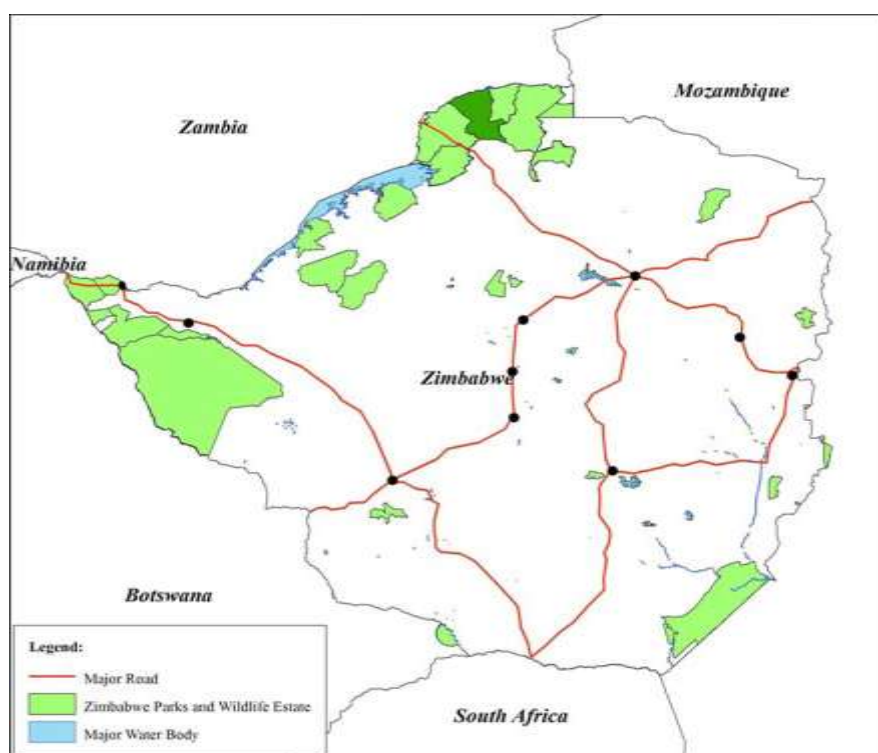 Mozambique
Zambia
Namibia
Zimbabwe
Botswana
Legend:
Major Road
Zimbabwe Parks and Wildlife Estate
Major Water Body
South Africa